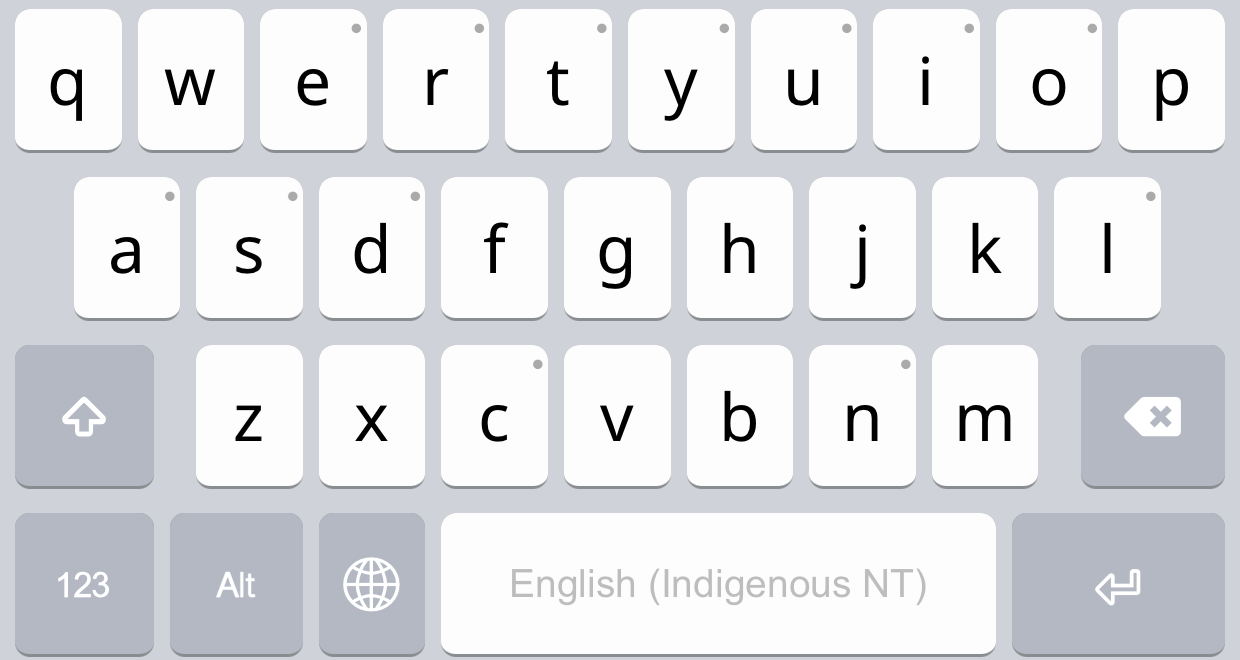 q w e r t y u i o p
a s d f g h j k l
z x c v b n m
123 Alt English (Indigenous NT)